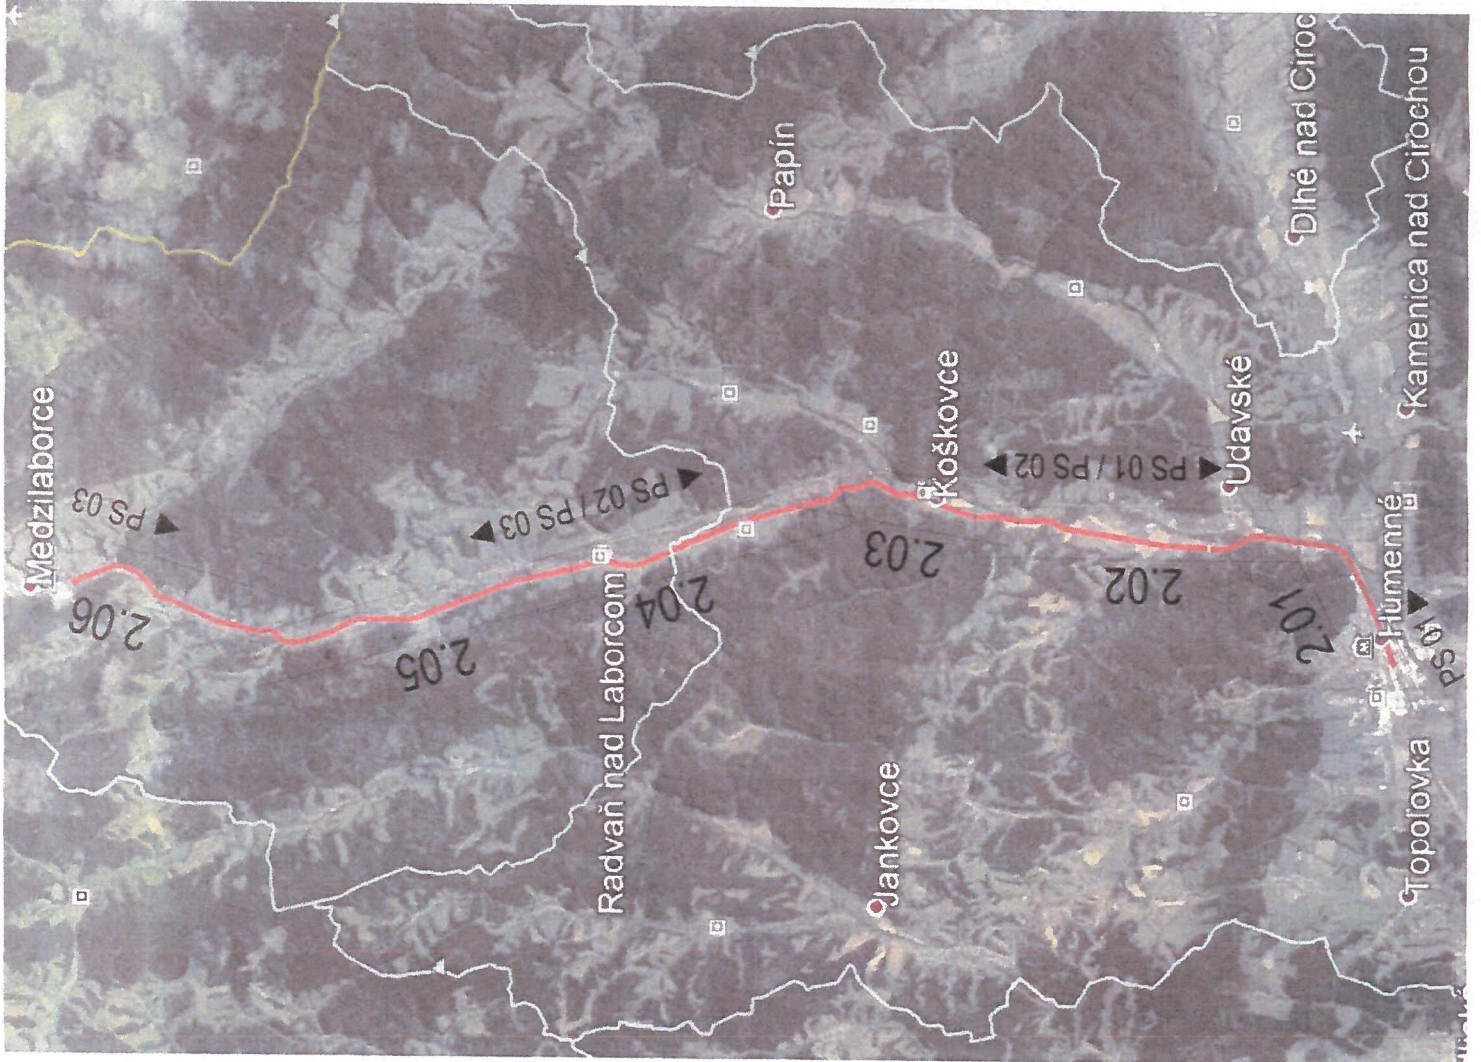 Medzilaborce
PS 03
2.06
Papín
Dlhé nad Ciroc
Kamenica nad Cirochou
PS 02 / PS 03
2.05
Radvaň nad Laborcom
2.04
Koškovce
2.03
PS 01 / PS 02
Udavské
2.02
2.01
Humenné
PS 01
Jankovce
Topoľovka